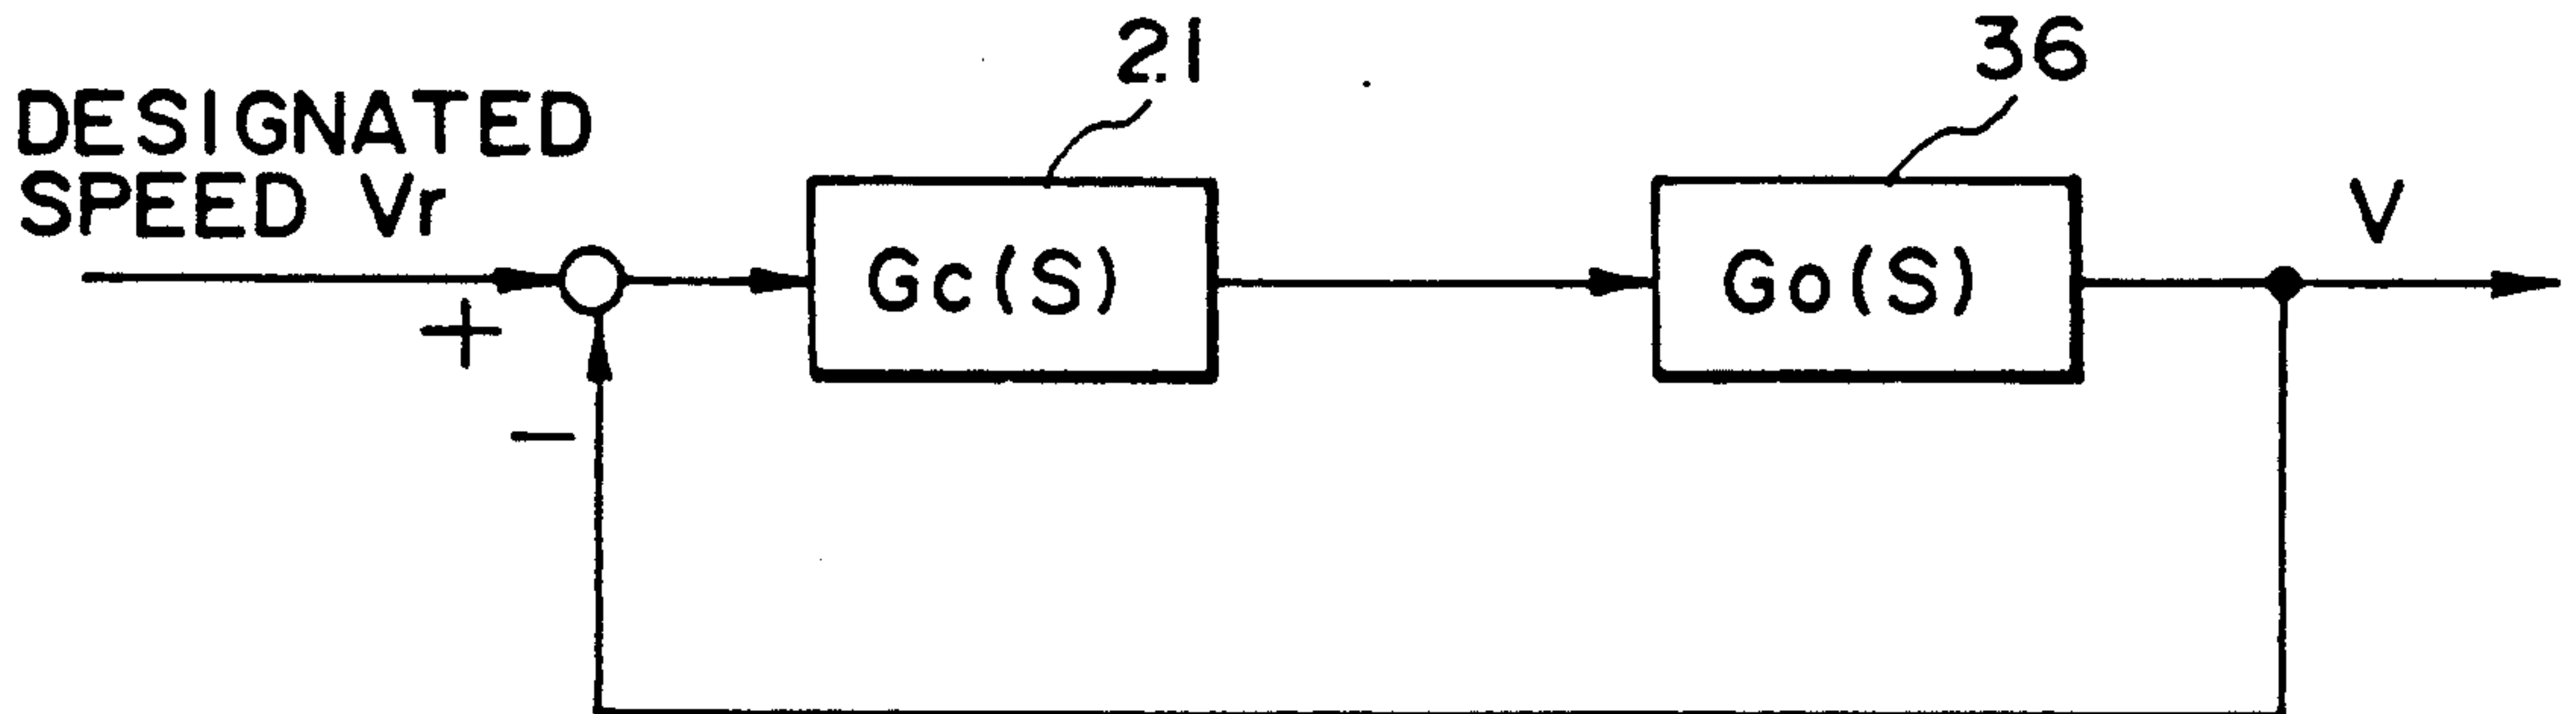 21
36
DESIGNATED
SPEED Vr
V
Gc(S)
Go(S)
+
−